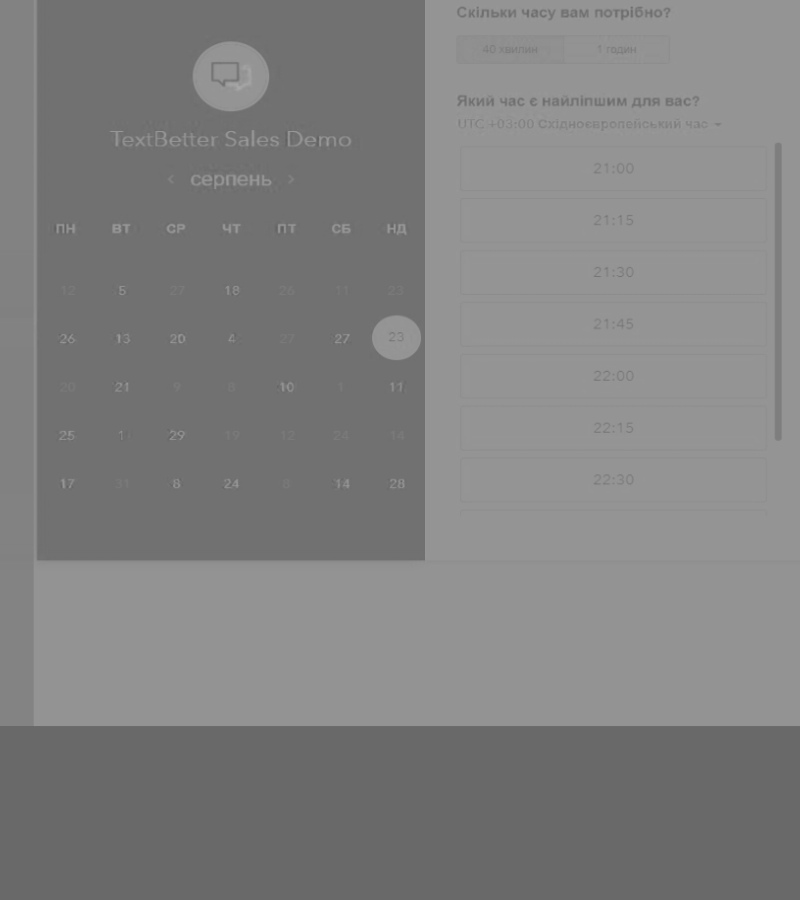 TextBetter Sales Demo
‹ серпень ›
ПН ВТ СР ЧТ ПТ СБ НД
12 5 27 18 26 11 23
26 13 20 4 27 27 23
20 21 9 8 10 1 11
25 1 29 19 12 24 14
17 31 8 24 8 14 28
Скільки часу вам потрібно?
40 хвилин 1 годин
Який час є найліпшим для вас?
UTC +03:00 Східноєвропейський час
21:00
21:15
21:30
21:45
22:00
22:15
22:30